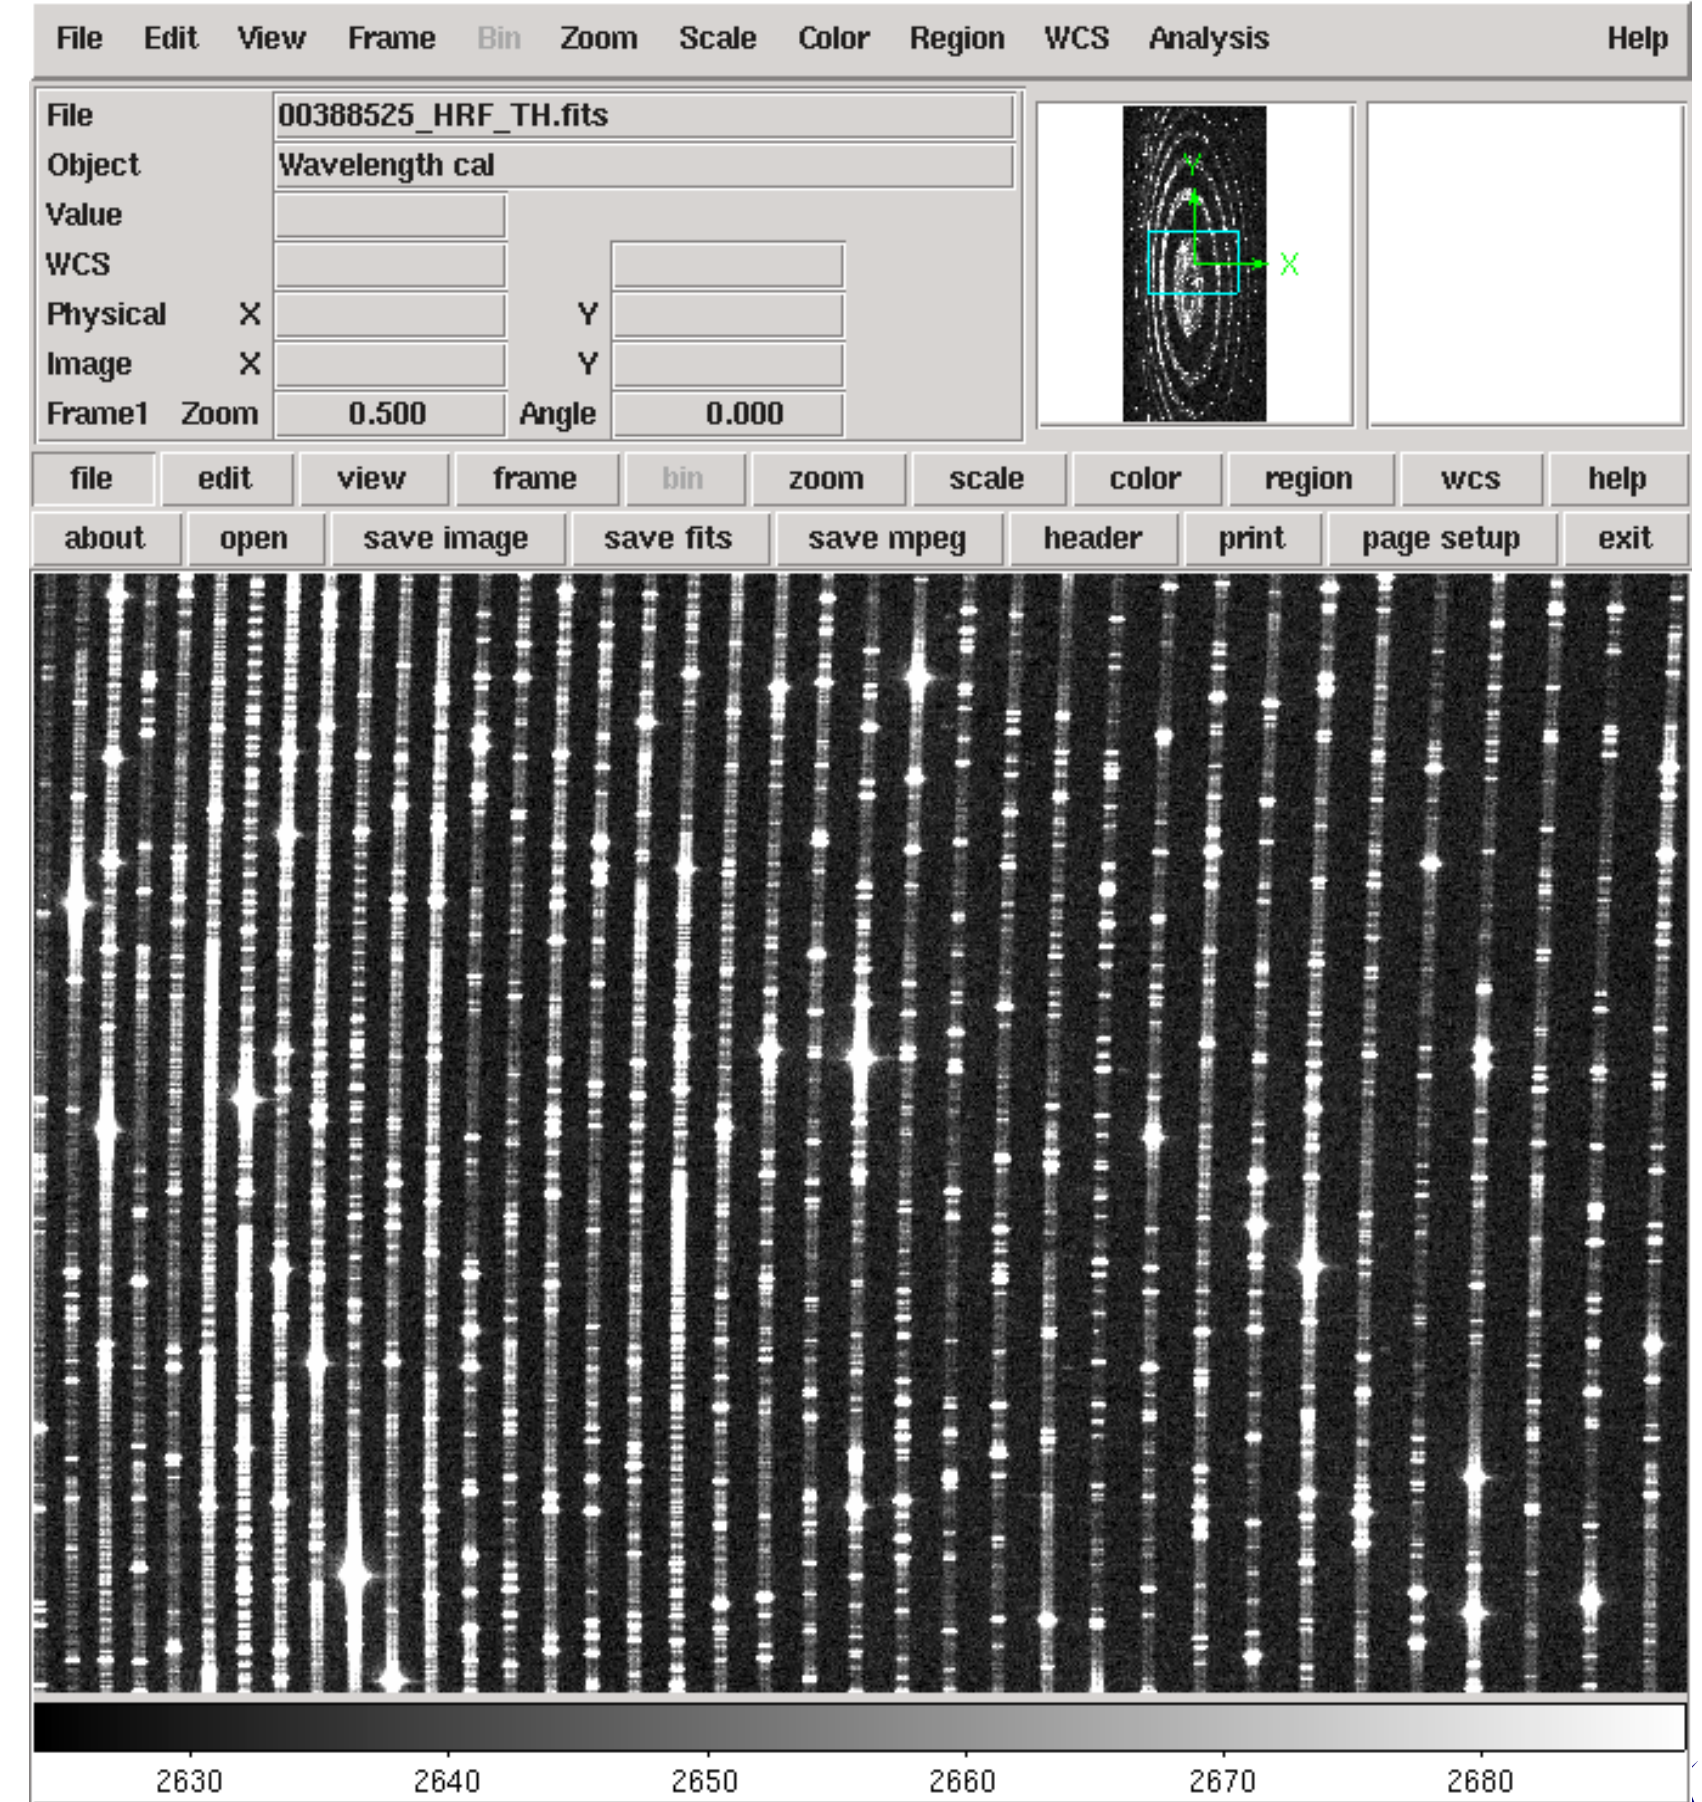 File Edit View Frame Bin Zoom Scale Color Region WCS Analysis Help
File 00388525_HRF_TH.fits
Object Wavelength cal
Value
WCS
Physical X Y
Image X Y
Frame1 Zoom 0.500 Angle 0.000
Y
X
file edit view frame bin zoom scale color region wcs help
about open save image save fits save mpeg header print page setup exit
2630 2640 2650 2660 2670 2680